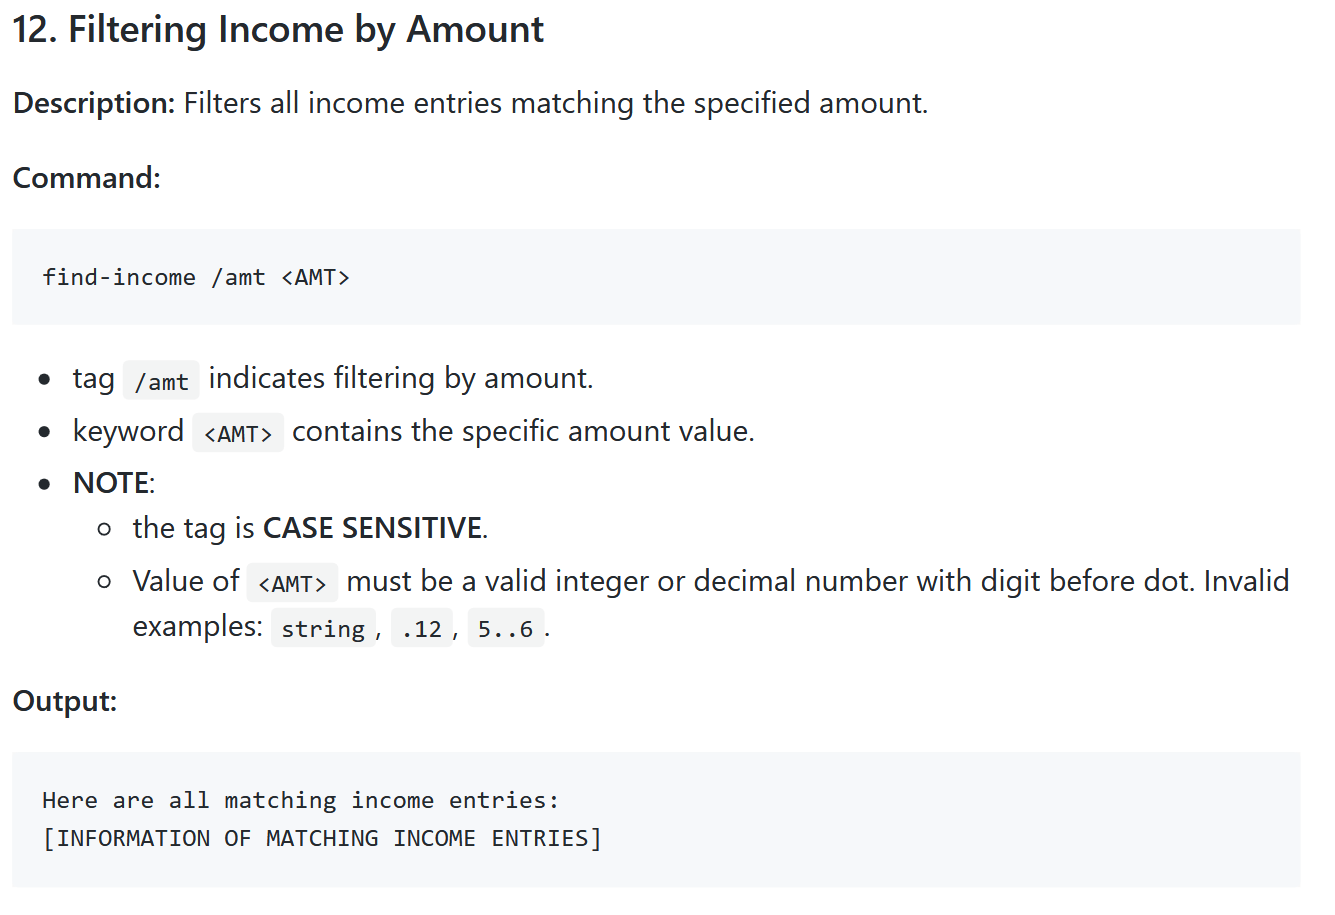 12. Filtering Income by Amount
Description: Filters all income entries matching the specified amount.
Command:
find-income /amt <AMT>
tag /amt indicates filtering by amount.
keyword <AMT> contains the specific amount value.
NOTE:
the tag is CASE SENSITIVE.
Value of <AMT> must be a valid integer or decimal number with digit before dot. Invalid
examples: string, .12, 5..6.
Output:
Here are all matching income entries:
[INFORMATION OF MATCHING INCOME ENTRIES]